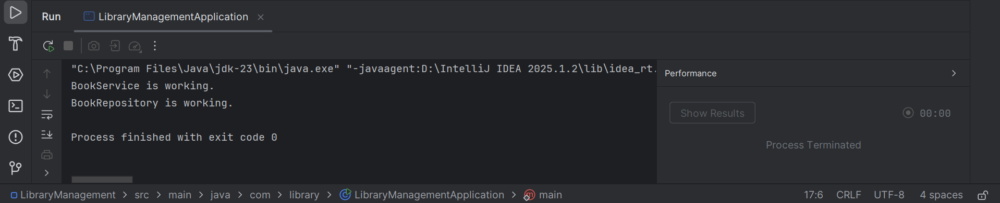 Run LibraryManagementApplication
"C:\Program Files\Java\jdk-23\bin\java.exe" "-javaagent:D:\IntelliJ IDEA 2025.1.2\lib\idea_rt.
BookService is working.
BookRepository is working.
Process finished with exit code 0
Performance
Show Results 00:00
Process Terminated
LibraryManagement > src > main > java > com > library > LibraryManagementApplication > main 17:6 CRLF UTF-8 4 spaces